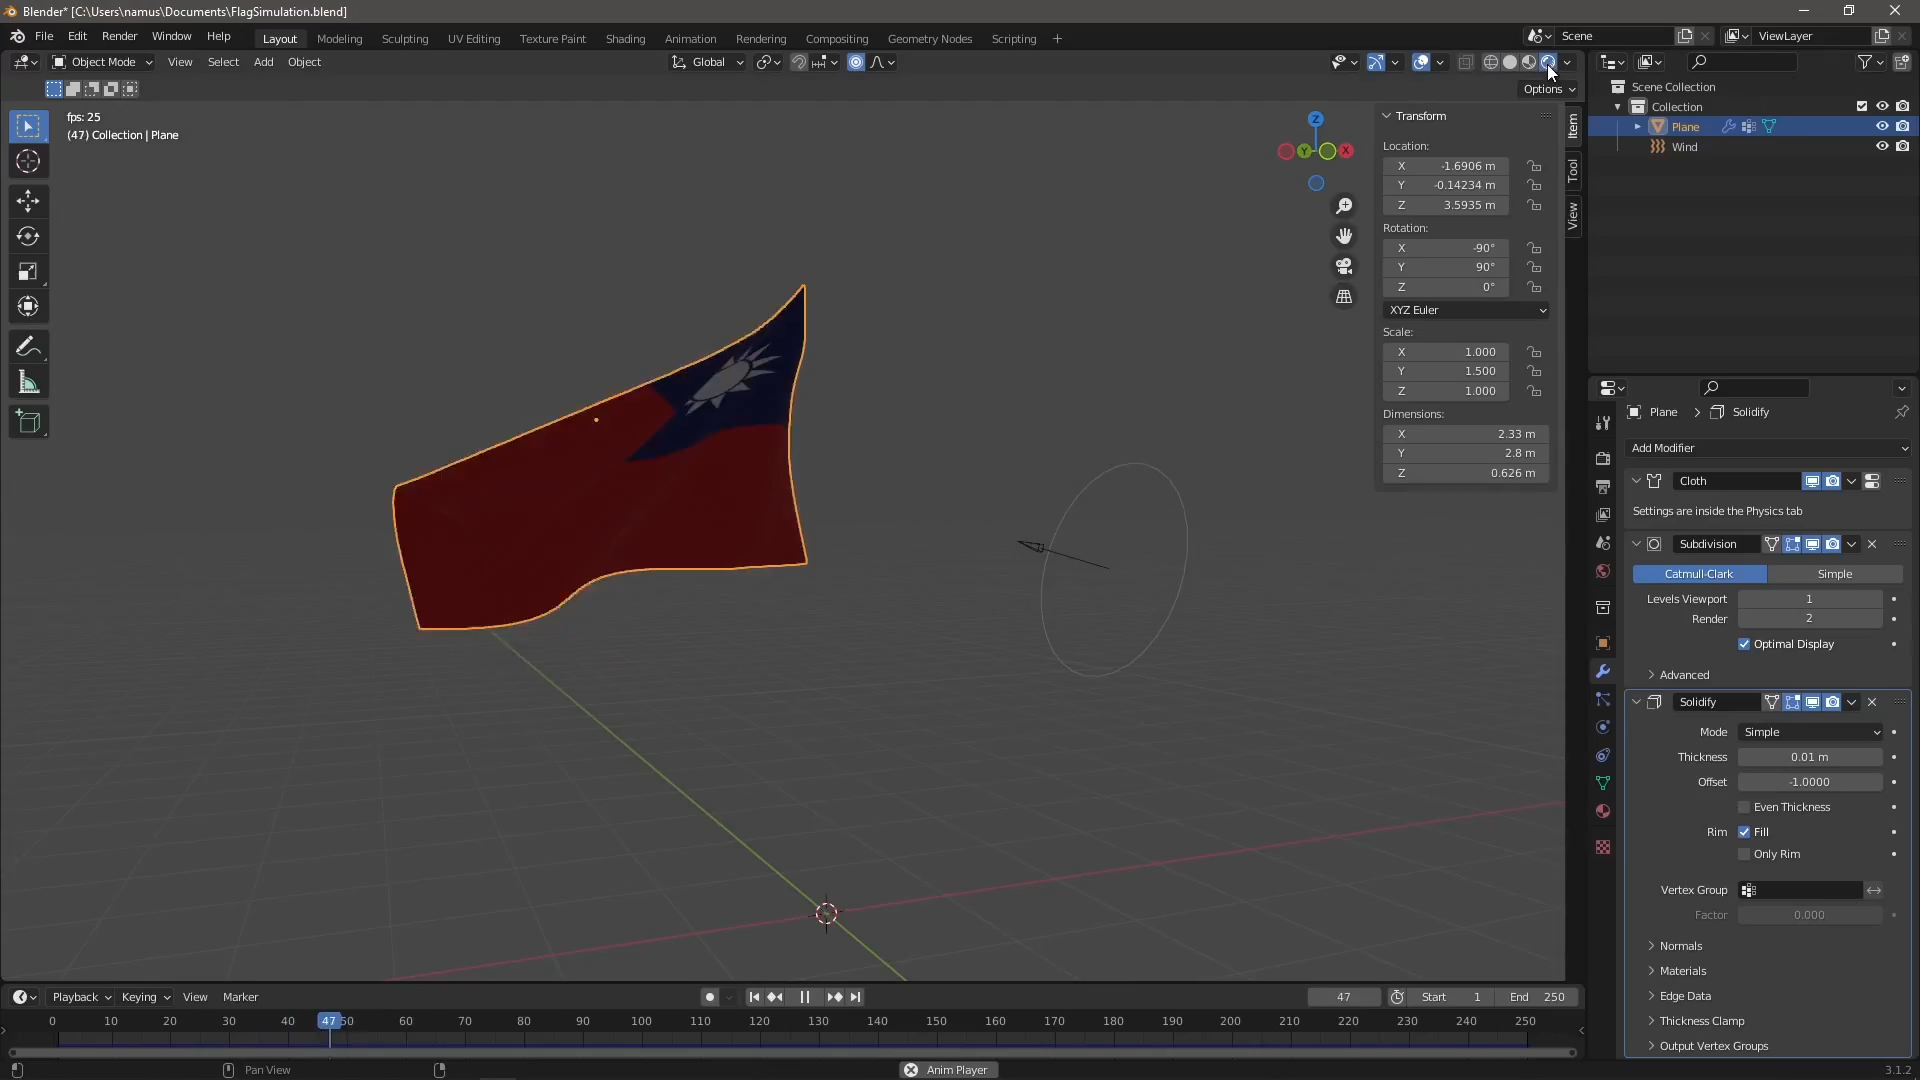 Blender* [C:\Users\namus\Documents\FlagSimulation.blend]
File Edit Render Window Help Layout Modeling Sculpting UV Editing Texture Paint Shading Animation Rendering Compositing Geometry Nodes Scripting + Scene ViewLayer
Object Mode View Select Add Object Global
Options
fps: 25
(47) Collection | Plane
Z
Y
X
Transform
Location:
X -1.6906 m
Y -0.14234 m
Z 3.5935 m
Rotation:
X -90°
Y 90°
Z 0°
XYZ Euler
Scale:
X 1.000
Y 1.500
Z 1.000
Dimensions:
X 2.33 m
Y 2.8 m
Z 0.626 m
Item
Tool
View
Scene Collection
Collection
Plane
Wind
Plane > Solidify
Add Modifier
Cloth
Settings are inside the Physics tab
Subdivision
Catmull-Clark Simple
Levels Viewport 1
Render 2
Optimal Display
Advanced
Solidify
Mode Simple
Thickness 0.01 m
Offset -1.0000
Even Thickness
Rim Fill
Only Rim
Vertex Group
Factor 0.000
Normals
Materials
Edge Data
Thickness Clamp
Output Vertex Groups
Playback Keying View Marker 47 Start 1 End 250
0 10 20 30 40 47 50 60 70 80 90 100 110 120 130 140 150 160 170 180 190 200 210 220 230 240 250
Pan View Anim Player 3.1.2